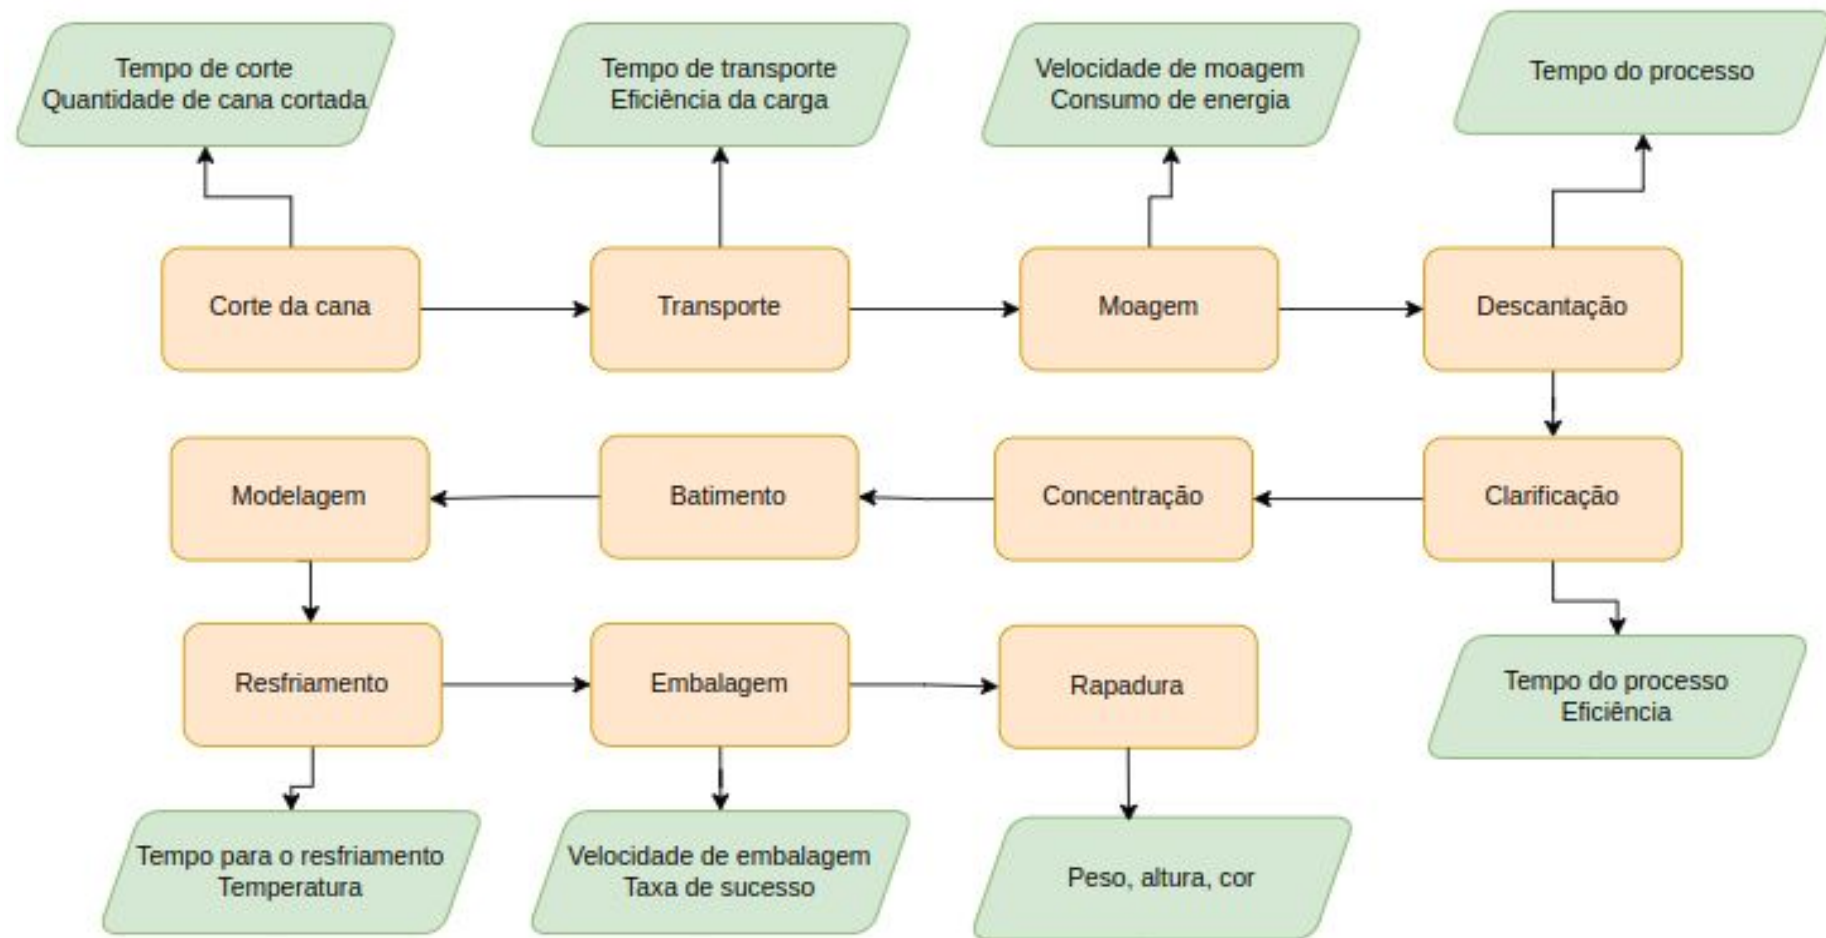 Tempo de corte
Quantidade de cana cortada
Tempo de transporte
Eficiência da carga
Velocidade de moagem
Consumo de energia
Tempo do processo
Corte da cana
Transporte
Moagem
Descantação
Modelagem
Batimento
Concentração
Clarificação
Resfriamento
Embalagem
Rapadura
Tempo do processo
Eficiência
Tempo para o resfriamento
Temperatura
Velocidade de embalagem
Taxa de sucesso
Peso, altura, cor